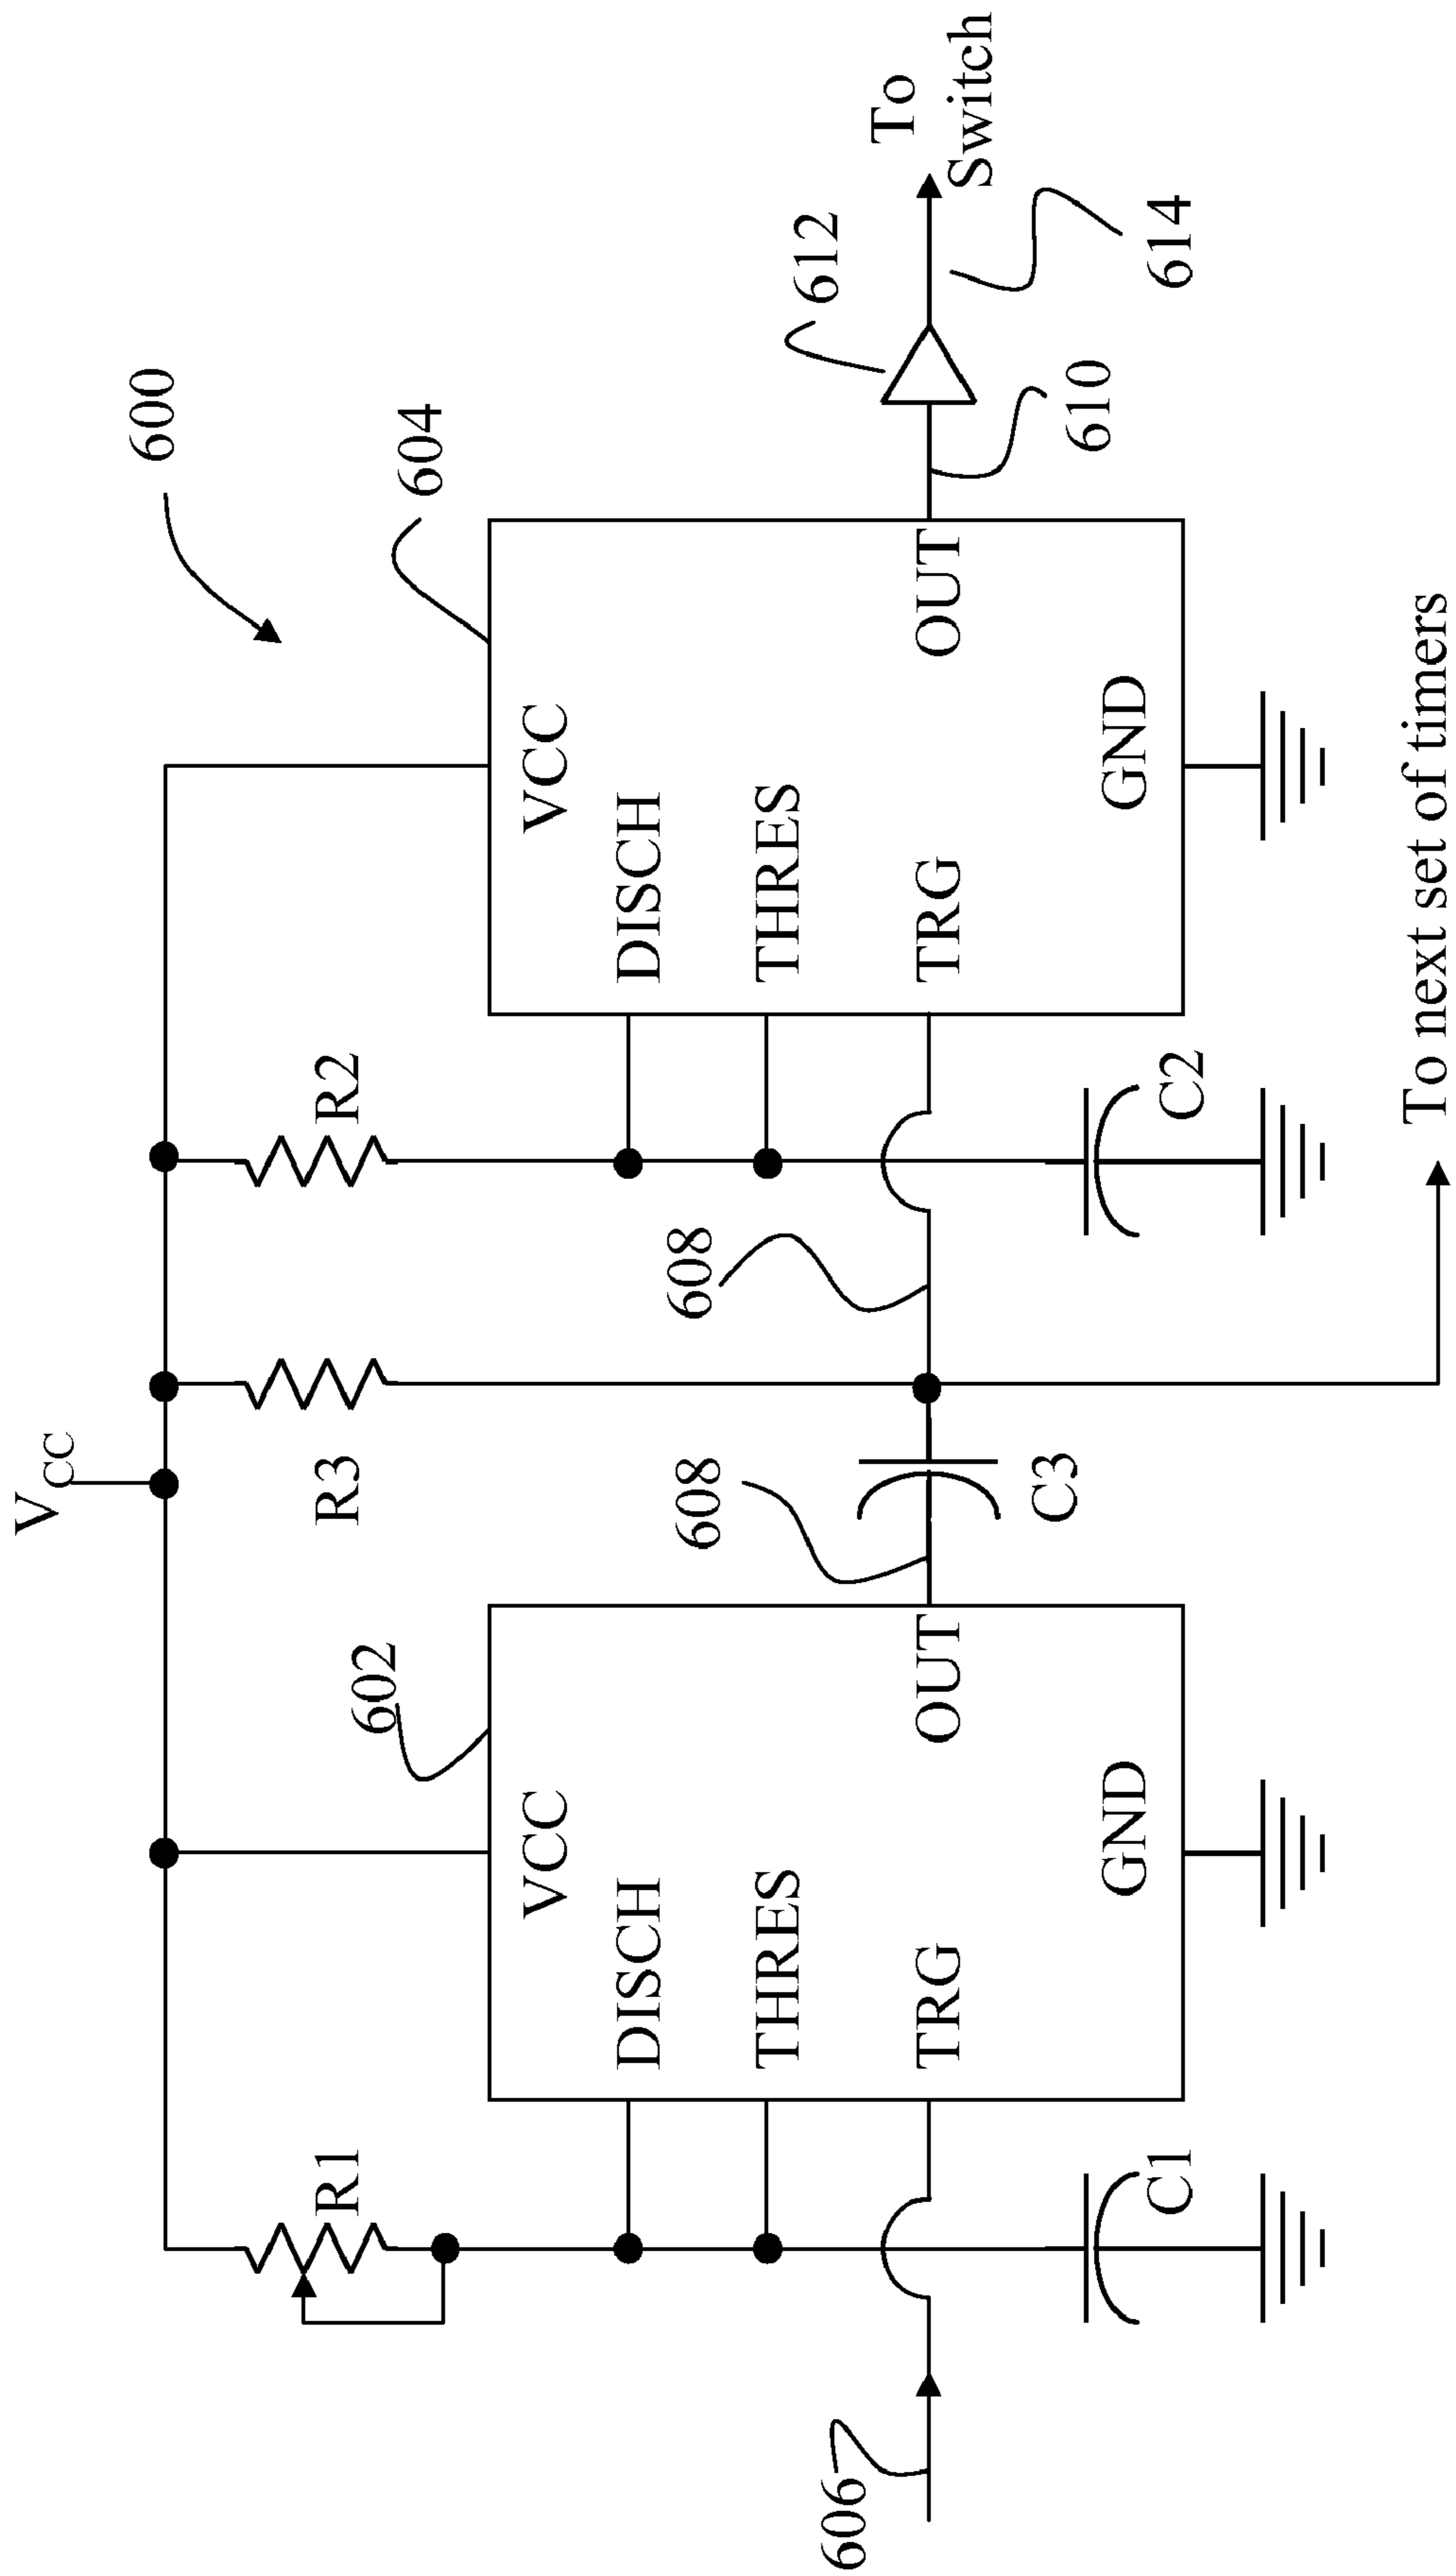 600
V_CC
R1
602
VCC
DISCH
THRES
TRG
OUT
GND
606
C1
R3
608
C3
608
R2
C2
604
VCC
DISCH
THRES
TRG
OUT
GND
610
612
614
To
Switch
To next set of timers